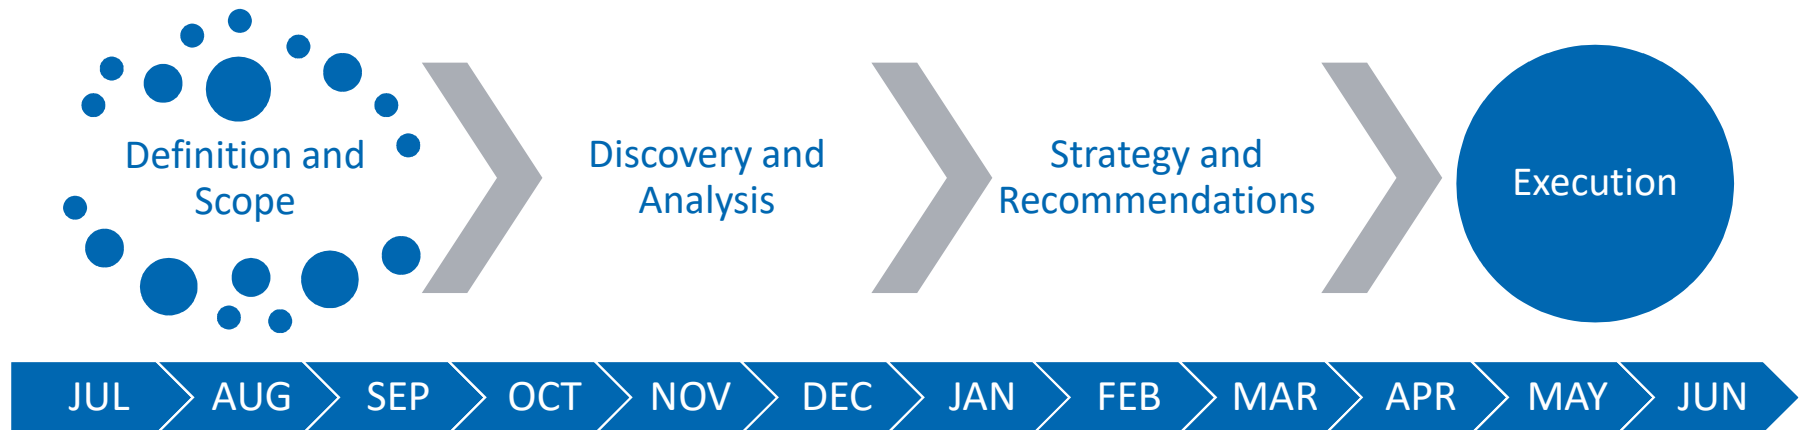 Definition and
Scope
Discovery and
Analysis
Strategy and
Recommendations
Execution
JUL AUG SEP OCT NOV DEC JAN FEB MAR APR MAY JUN